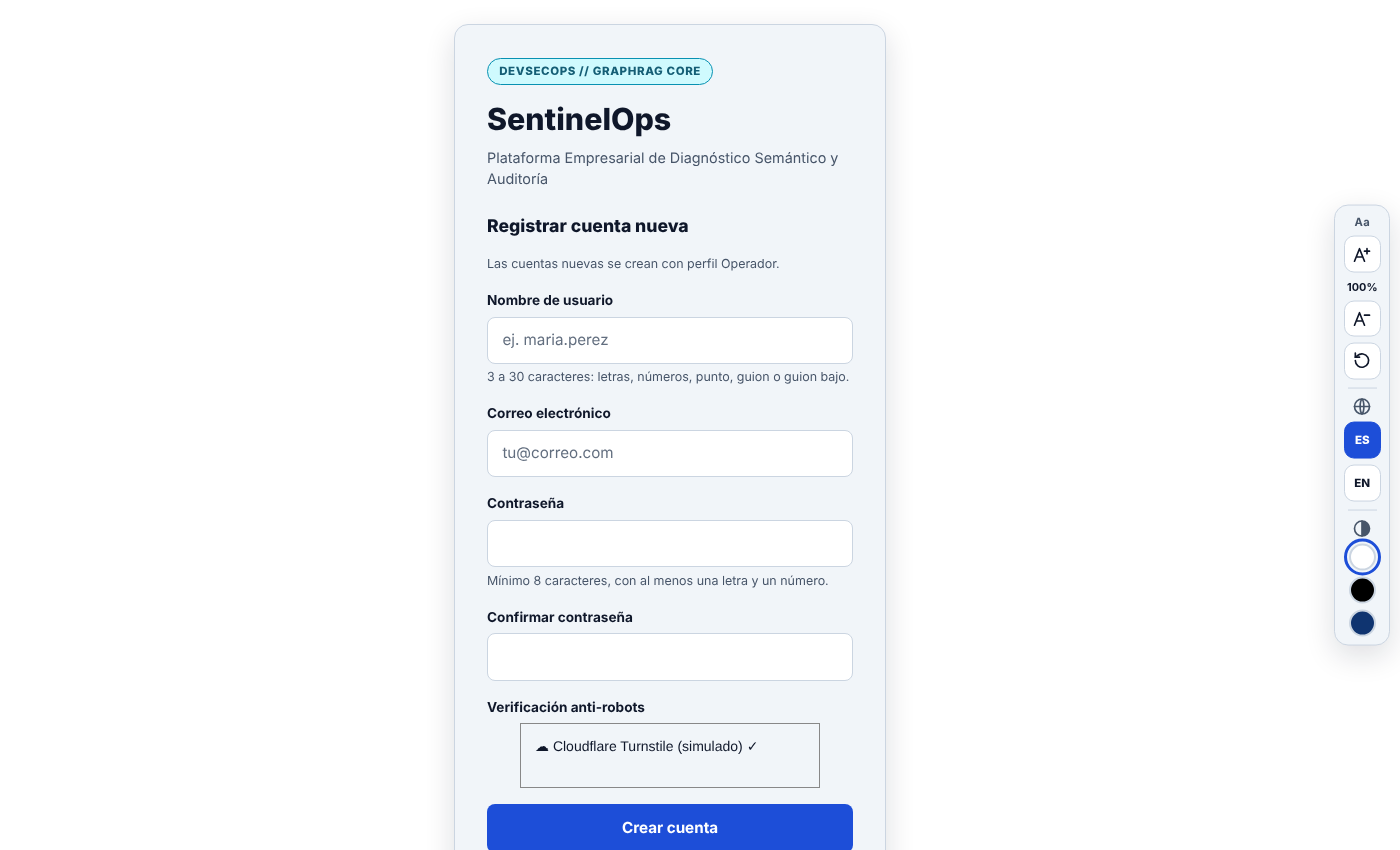 DEVSECOPS // GRAPHRAG CORE
SentinelOps
Plataforma Empresarial de Diagnóstico Semántico y
Auditoría
Registrar cuenta nueva
Las cuentas nuevas se crean con perfil Operador.
Nombre de usuario
ej. maria.perez
3 a 30 caracteres: letras, números, punto, guion o guion bajo.
Correo electrónico
tu@correo.com
Contraseña
Mínimo 8 caracteres, con al menos una letra y un número.
Confirmar contraseña
Verificación anti-robots
☁ Cloudflare Turnstile (simulado) ✓
Crear cuenta
Aa
A+
100%
A−
ES
EN